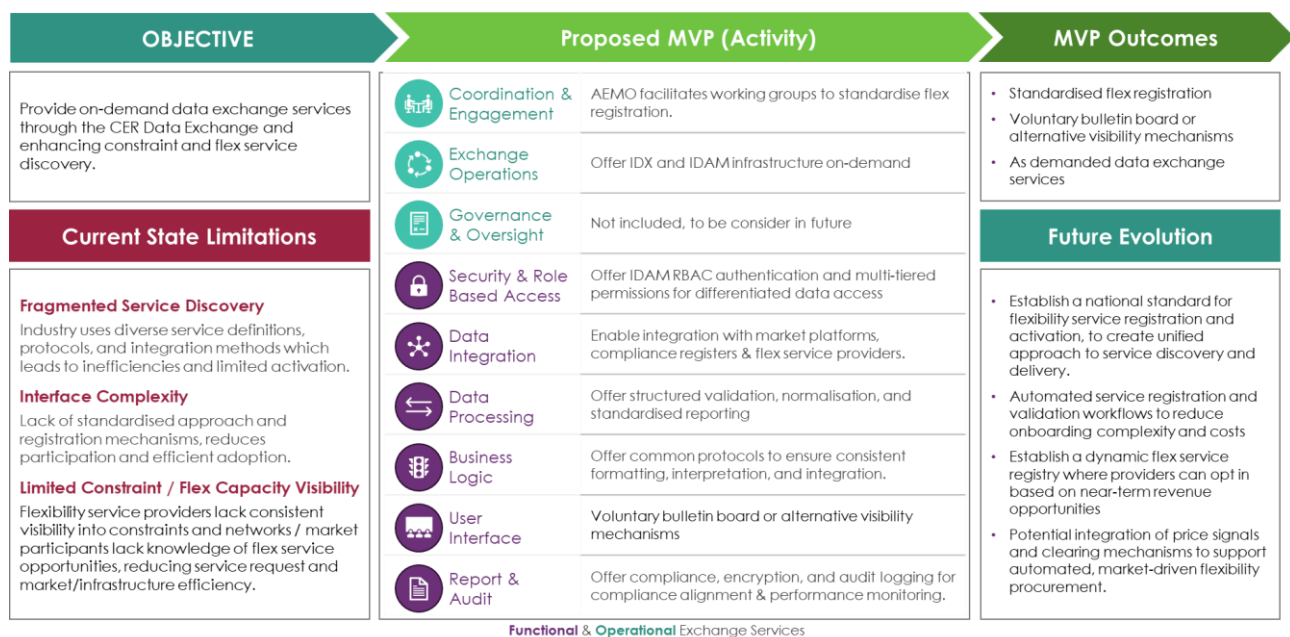 OBJECTIVE
Provide on-demand data exchange services
through the CER Data Exchange and
enhancing constraint and flex service
discovery.
Current State Limitations
Fragmented Service Discovery
Industry uses diverse service definitions,
protocols, and integration methods which
leads to inefficiencies and limited activation.
Interface Complexity
Lack of standardised approach and
registration mechanisms, reduces
participation and efficient adoption.
Limited Constraint / Flex Capacity Visibility
Flexibility service providers lack consistent
visibility into constraints and networks / market
participants lack knowledge of flex service
opportunities, reducing service request and
market/infrastructure efficiency.
Proposed MVP (Activity)
Coordination &
Engagement
AEMO facilitates working groups to standardise flex
registration.
Exchange
Operations
Offer IDX and IDAM infrastructure on-demand
Governance
& Oversight
Not included, to be consider in future
Security & Role
Based Access
Offer IDAM RBAC authentication and multi-tiered
permissions for differentiated data access
Data
Integration
Enable integration with market platforms,
compliance registers & flex service providers.
Data
Processing
Offer structured validation, normalisation, and
standardised reporting
Business
Logic
Offer common protocols to ensure consistent
formatting, interpretation, and integration.
User
Interface
Voluntary bulletin board or alternative visibility
mechanisms
Report &
Audit
Offer compliance, encryption, and audit logging for
compliance alignment & performance monitoring.
Functional & Operational Exchange Services
MVP Outcomes
• Standardised flex registration
• Voluntary bulletin board or
alternative visibility mechanisms
• As demanded data exchange
services
Future Evolution
• Establish a national standard for
flexibility service registration and
activation, to create unified
approach to service discovery and
delivery.
• Automated service registration and
validation workflows to reduce
onboarding complexity and costs
• Establish a dynamic flex service
registry where providers can opt in
based on near-term revenue
opportunities
• Potential integration of price signals
and clearing mechanisms to support
automated, market-driven flexibility
procurement.